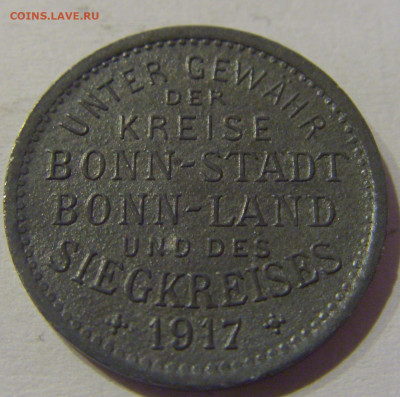 COINS.LAVE.RU
UNTER GEWÄHR
DER
KREISE
BONN-STADT
BONN-LAND
UND DES
SIEGKREISES
1917